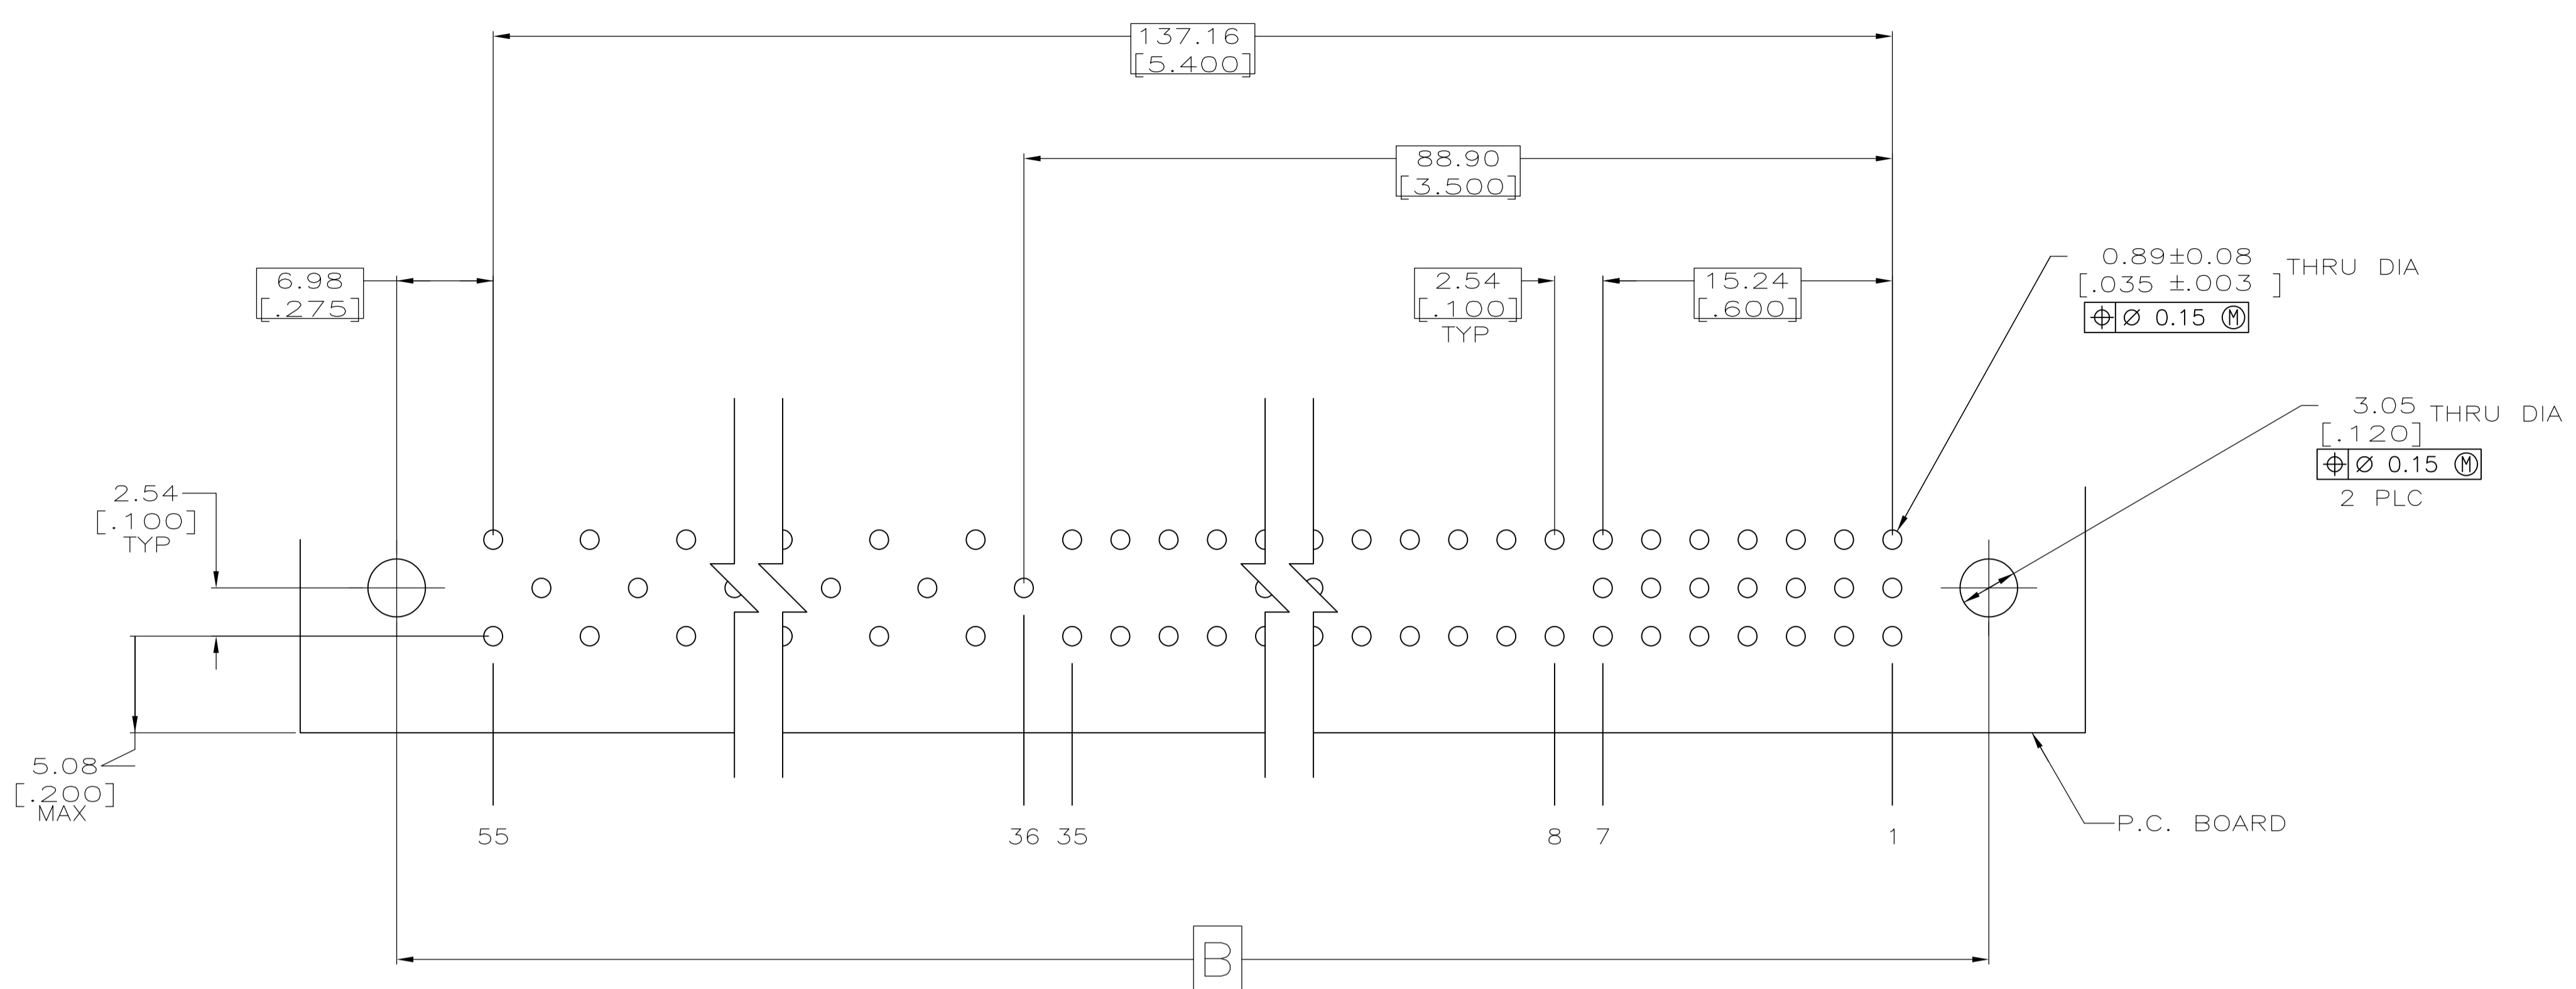 137.16
[5.400]
88.90
[3.500]
6.98
[.275]
2.54
[.100]
TYP
15.24
[.600]
0.89±0.08
[.035 ±.003 ]
THRU DIA
⌖ ⌀ 0.15 Ⓜ
3.05
[.120]
THRU DIA
⌖ ⌀ 0.15 Ⓜ
2 PLC
2.54
[.100]
TYP
5.08
[.200]
MAX
55
36
35
8
7
1
P.C. BOARD
B